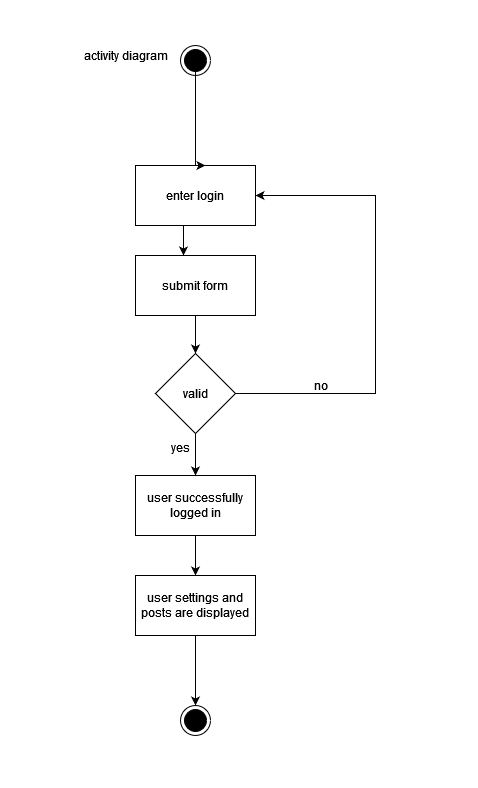 activity diagram
enter login
submit form
valid
no
yes
user successfully
logged in
user settings and
posts are displayed